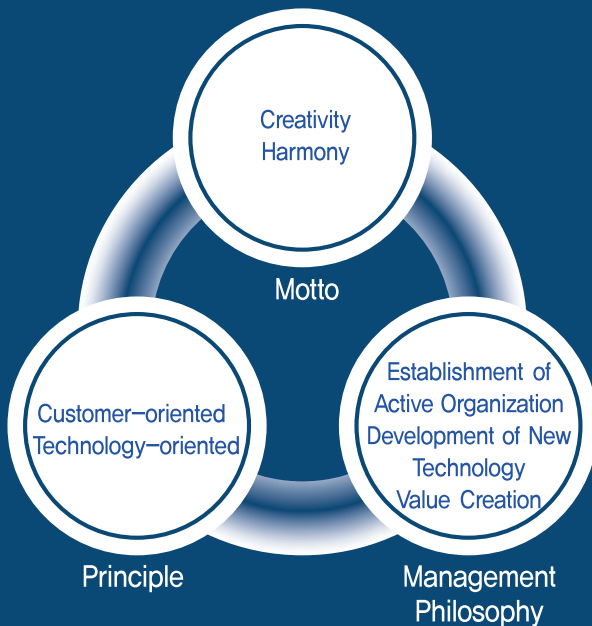 Creativity
Harmony
Motto
Customer-oriented
Technology-oriented
Principle
Establishment of
Active Organization
Development of New
Technology
Value Creation
Management
Philosophy